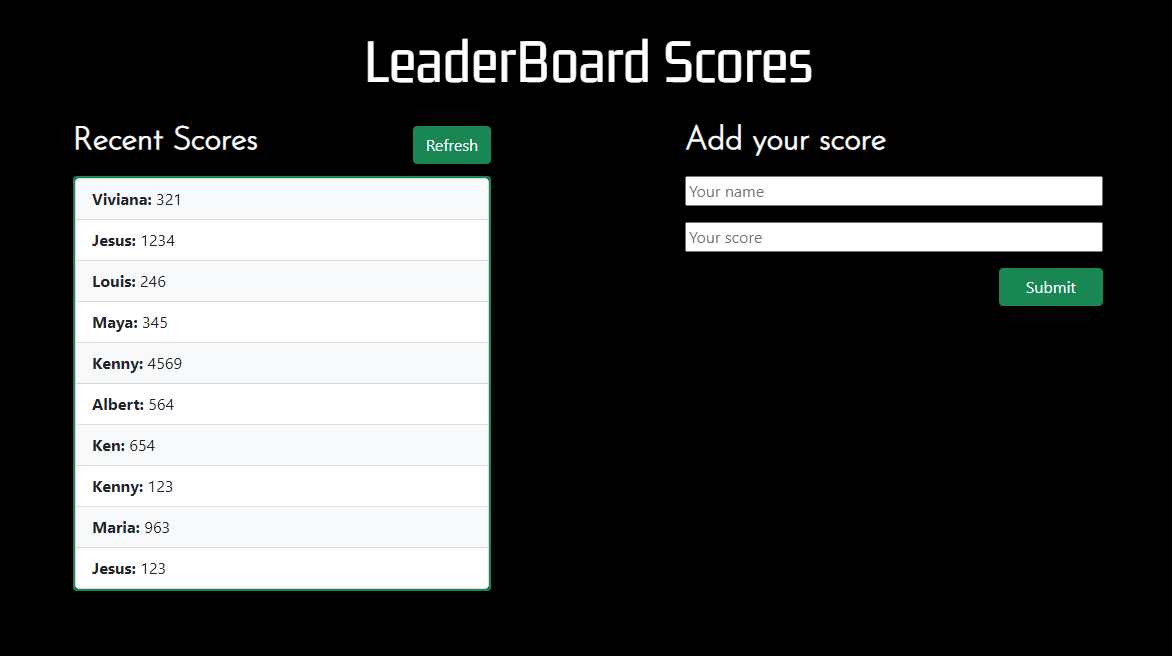 LeaderBoard Scores
Recent Scores
Refresh
Viviana: 321
Jesus: 1234
Louis: 246
Maya: 345
Kenny: 4569
Albert: 564
Ken: 654
Kenny: 123
Maria: 963
Jesus: 123
Add your score
Your name
Your score
Submit